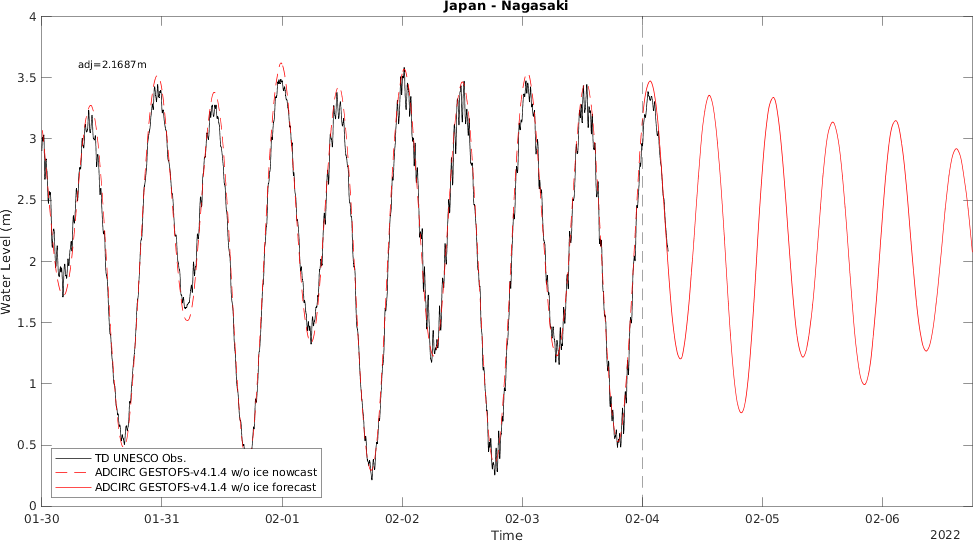 Japan - Nagasaki
adj=2.1687m
Water Level (m)
4
3.5
3
2.5
2
1.5
1
0.5
0
TD UNESCO Obs.
ADCIRC GESTOFS-v4.1.4 w/o ice nowcast
ADCIRC GESTOFS-v4.1.4 w/o ice forecast
01-30 01-31 02-01 02-02 02-03 02-04 02-05 02-06
Time
2022